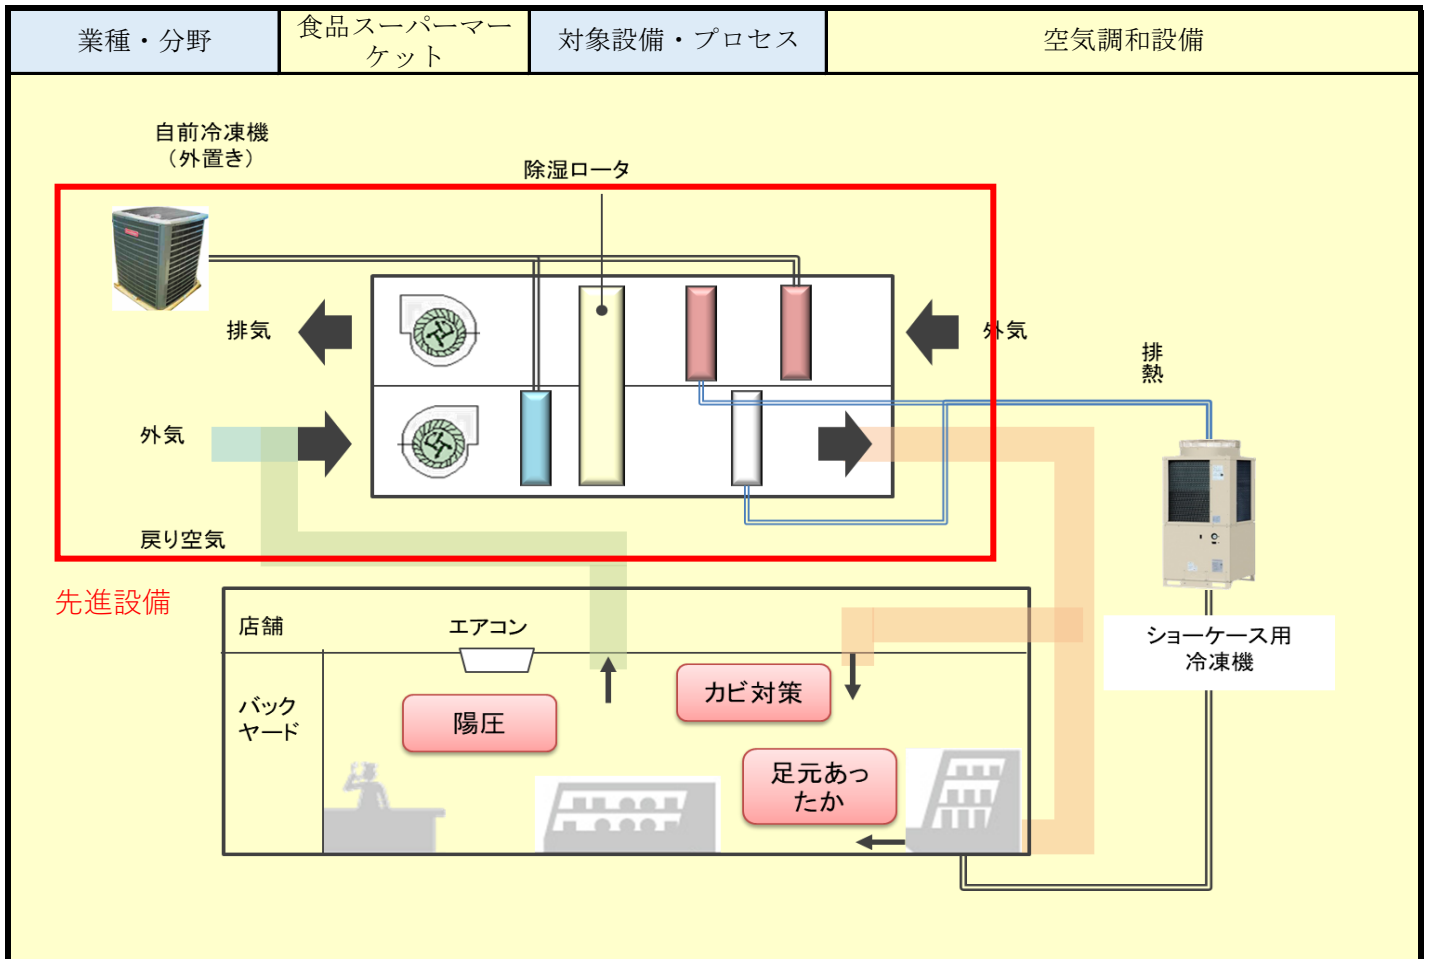 業種・分野
食品スーパーマー
ケット
対象設備・プロセス
空気調和設備
自前冷凍機
（外置き）
除湿ロータ
排気
外気
排
熱
外気
戻り空気
先進設備
店舗
エアコン
ショーケース用
冷凍機
バック
ヤード
カビ対策
陽圧
足元あっ
たか